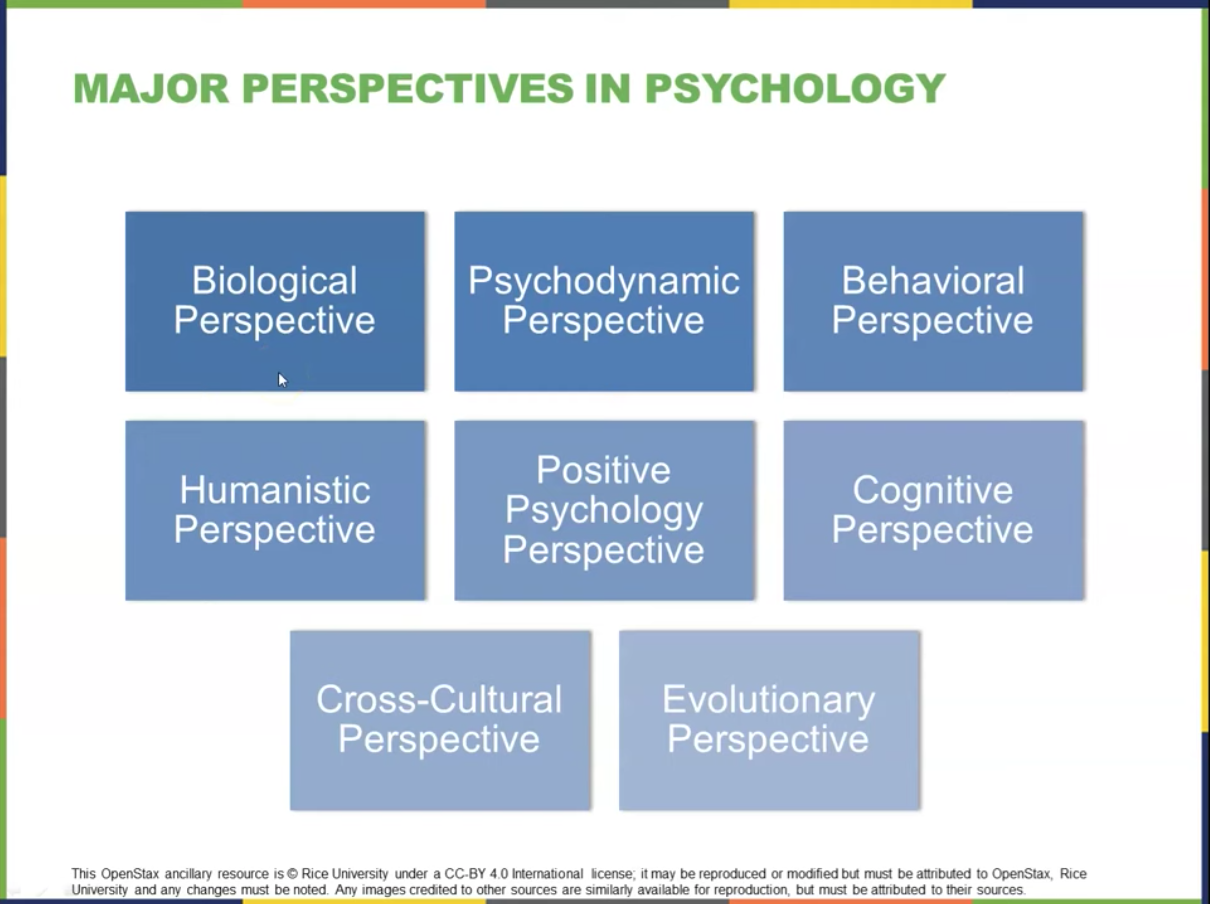 MAJOR PERSPECTIVES IN PSYCHOLOGY
Biological
Perspective
Psychodynamic
Perspective
Behavioral
Perspective
Humanistic
Perspective
Positive
Psychology
Perspective
Cognitive
Perspective
Cross-Cultural
Perspective
Evolutionary
Perspective
This OpenStax ancillary resource is © Rice University under a CC-BY 4.0 International license; it may be reproduced or modified but must be attributed to OpenStax, Rice
University and any changes must be noted. Any images credited to other sources are similarly available for reproduction, but must be attributed to their sources.